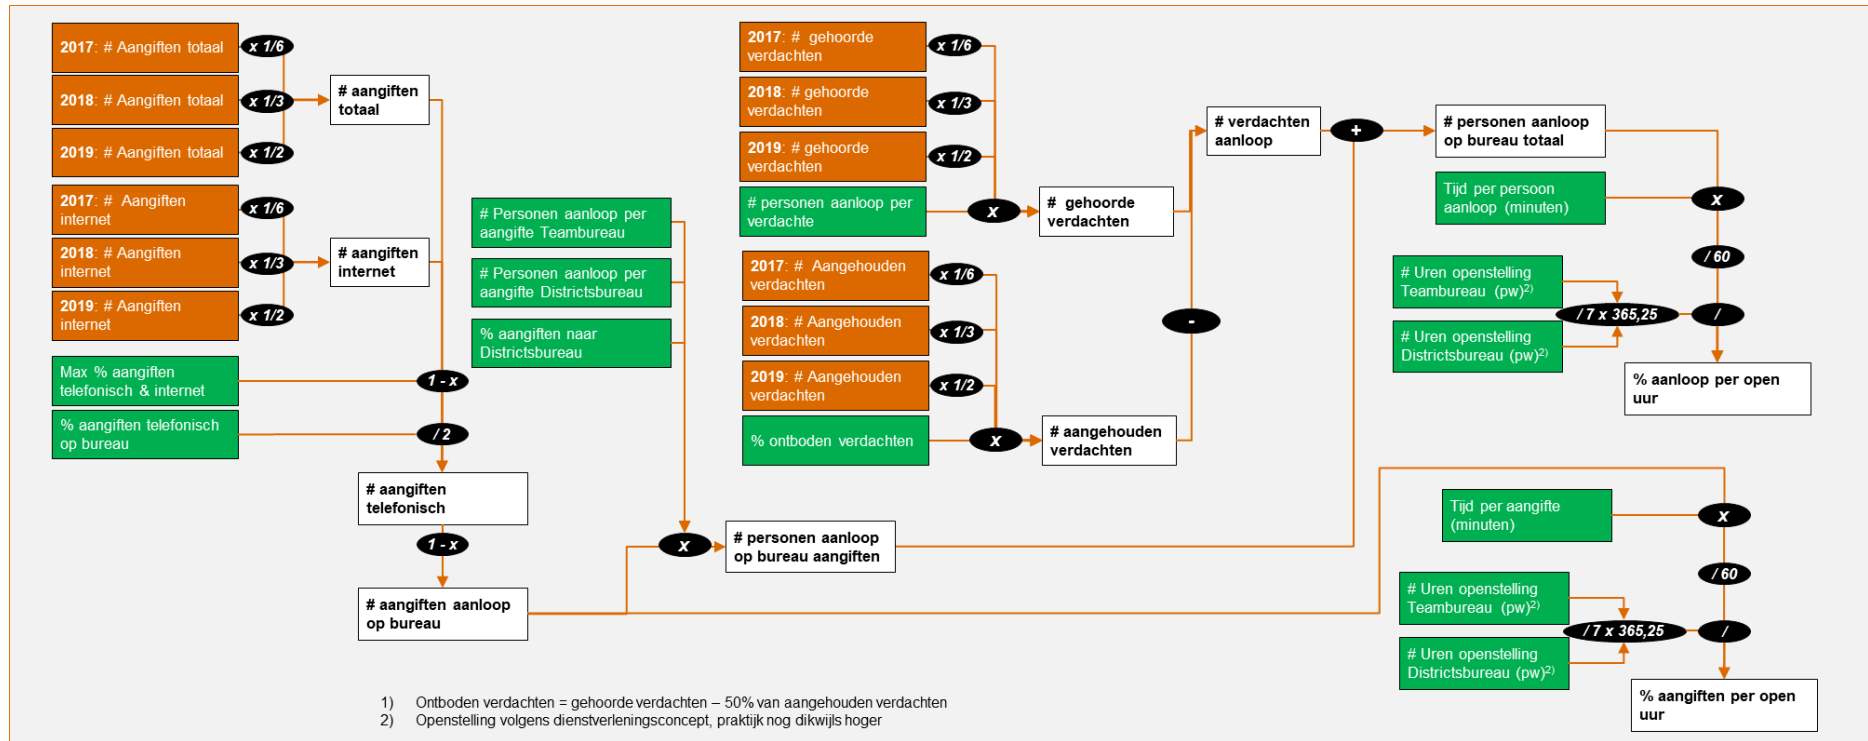 2017: # Aangiften totaal
x 1/6
2018: # Aangiften totaal
x 1/3
2019: # Aangiften totaal
x 1/2
# aangiften
totaal
2017: # Aangiften
internet
x 1/6
2018: # Aangiften
internet
x 1/3
2019: # Aangiften
internet
x 1/2
# aangiften
internet
Max % aangiften
telefonisch & internet
1 - x
% aangiften telefonisch
op bureau
/ 2
# aangiften
telefonisch
1 - x
# aangiften aanloop
op bureau
# Personen aanloop per
aangifte Teambureau
# Personen aanloop per
aangifte Districtsbureau
% aangiften naar
Districtsbureau
x
# personen aanloop
op bureau aangiften
2017: # gehoorde
verdachten
x 1/6
2018: # gehoorde
verdachten
x 1/3
2019: # gehoorde
verdachten
x 1/2
# personen aanloop per
verdachte
x
# gehoorde
verdachten
2017: # Aangehouden
verdachten
x 1/6
2018: # Aangehouden
verdachten
x 1/3
2019: # Aangehouden
verdachten
x 1/2
% ontboden verdachten
x
# aangehouden
verdachten
-
# verdachten
aanloop
+
# personen aanloop
op bureau totaal
Tijd per persoon
aanloop (minuten)
x
/ 60
# Uren openstelling
Teambureau (pw)2)
/ 7 x 365,25
/
# Uren openstelling
Districtsbureau (pw)2)
% aanloop per open
uur
Tijd per aangifte
(minuten)
x
/ 60
# Uren openstelling
Teambureau (pw)2)
/ 7 x 365,25
/
# Uren openstelling
Districtsbureau (pw)2)
% aangiften per open
uur
1) Ontboden verdachten = gehoorde verdachten – 50% van aangehouden verdachten
2) Openstelling volgens dienstverleningsconcept, praktijk nog dikwijls hoger